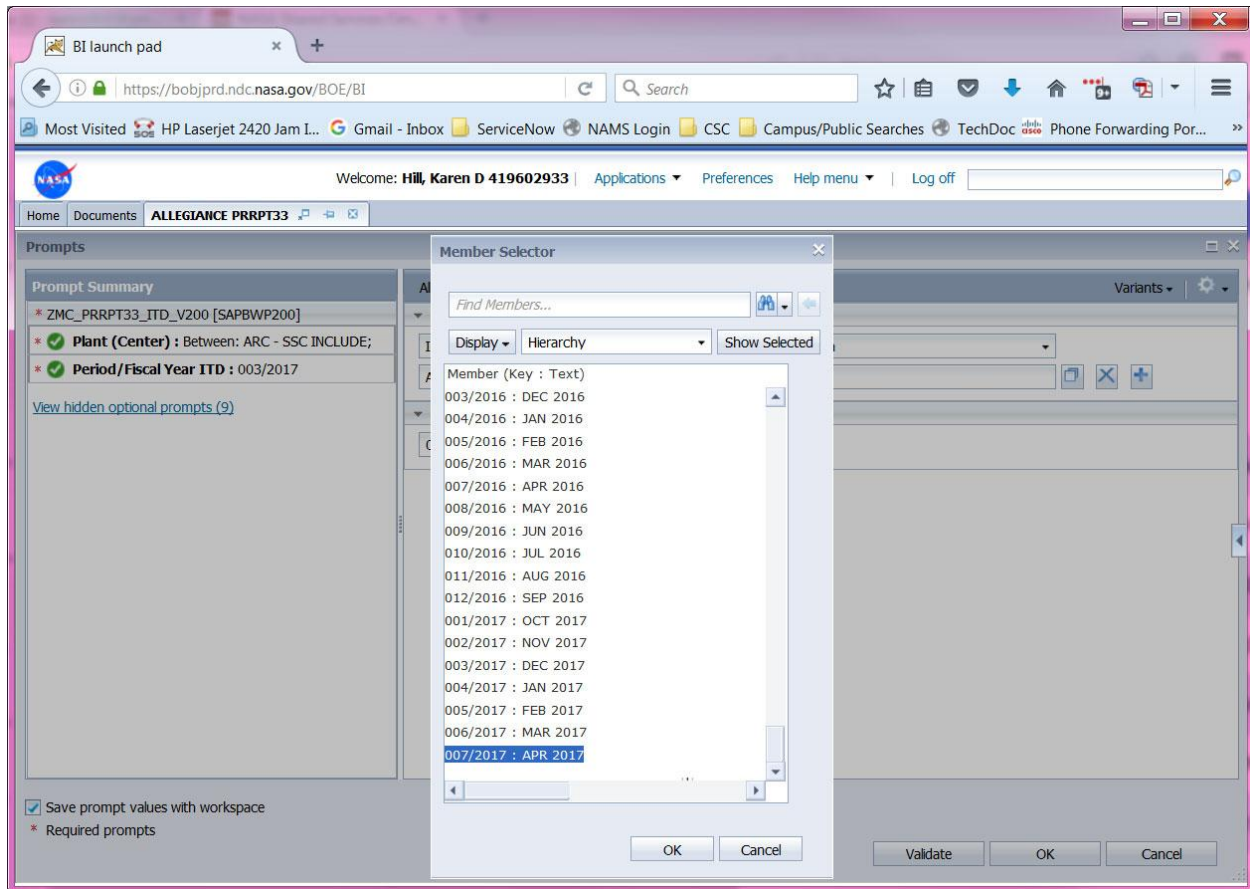 BI launch pad
https://bobjprd.ndc.nasa.gov/BOE/BI
Search
Most Visited
SOS
HP Laserjet 2420 Jam I...
G Gmail - Inbox
ServiceNow
NAMS Login
CSC
Campus/Public Searches
TechDoc
cisco
Phone Forwarding Por...
NASA
Welcome: Hill, Karen D 419602933 | Applications Preferences Help menu | Log off
Home
Documents
ALLEGIANCE PRRPT33
Prompts
Prompt Summary
* ZMC_PRRPT33_ITD_V200 [SAPBWP200]
* Plant (Center) : Between: ARC - SSC INCLUDE;
* Period/Fiscal Year ITD : 003/2017
View hidden optional prompts (9)
Variants
Member Selector
Find Members...
Display
Hierarchy
Show Selected
Member (Key : Text)
003/2016 : DEC 2016
004/2016 : JAN 2016
005/2016 : FEB 2016
006/2016 : MAR 2016
007/2016 : APR 2016
008/2016 : MAY 2016
009/2016 : JUN 2016
010/2016 : JUL 2016
011/2016 : AUG 2016
012/2016 : SEP 2016
001/2017 : OCT 2017
002/2017 : NOV 2017
003/2017 : DEC 2017
004/2017 : JAN 2017
005/2017 : FEB 2017
006/2017 : MAR 2017
007/2017 : APR 2017
OK
Cancel
Save prompt values with workspace
* Required prompts
Validate
OK
Cancel